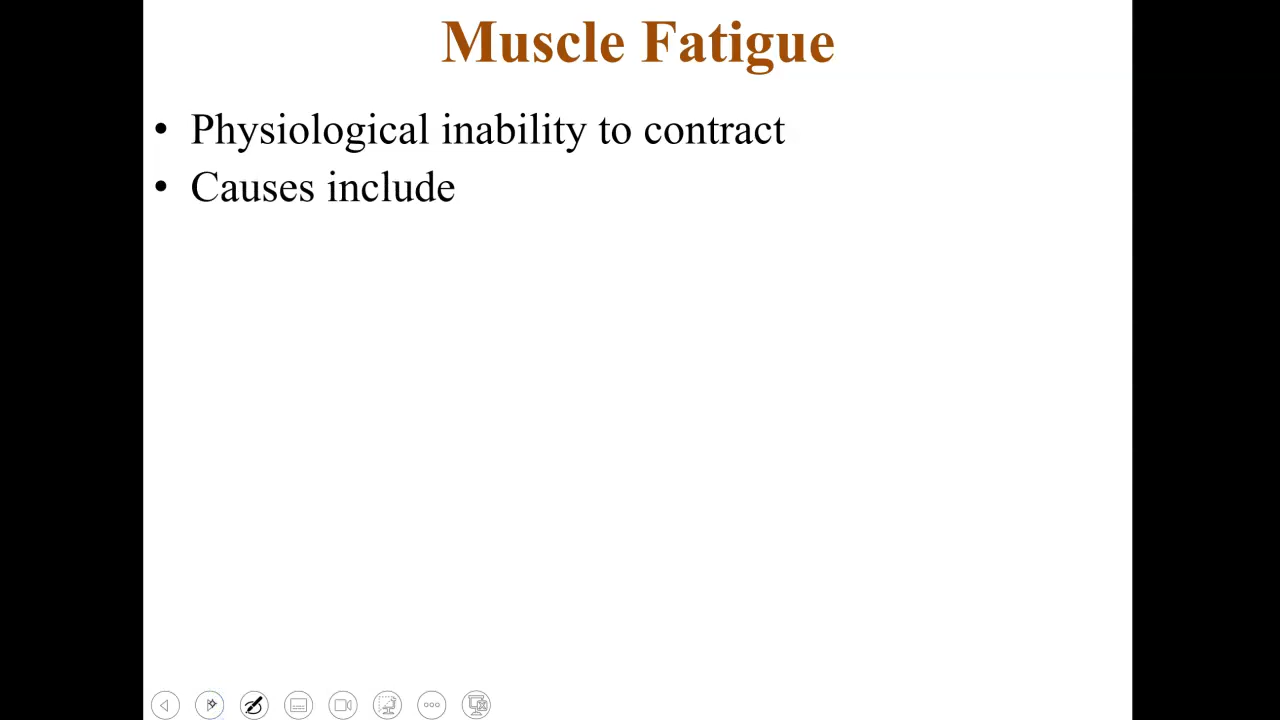 Muscle Fatigue
• Physiological inability to contract
• Causes include